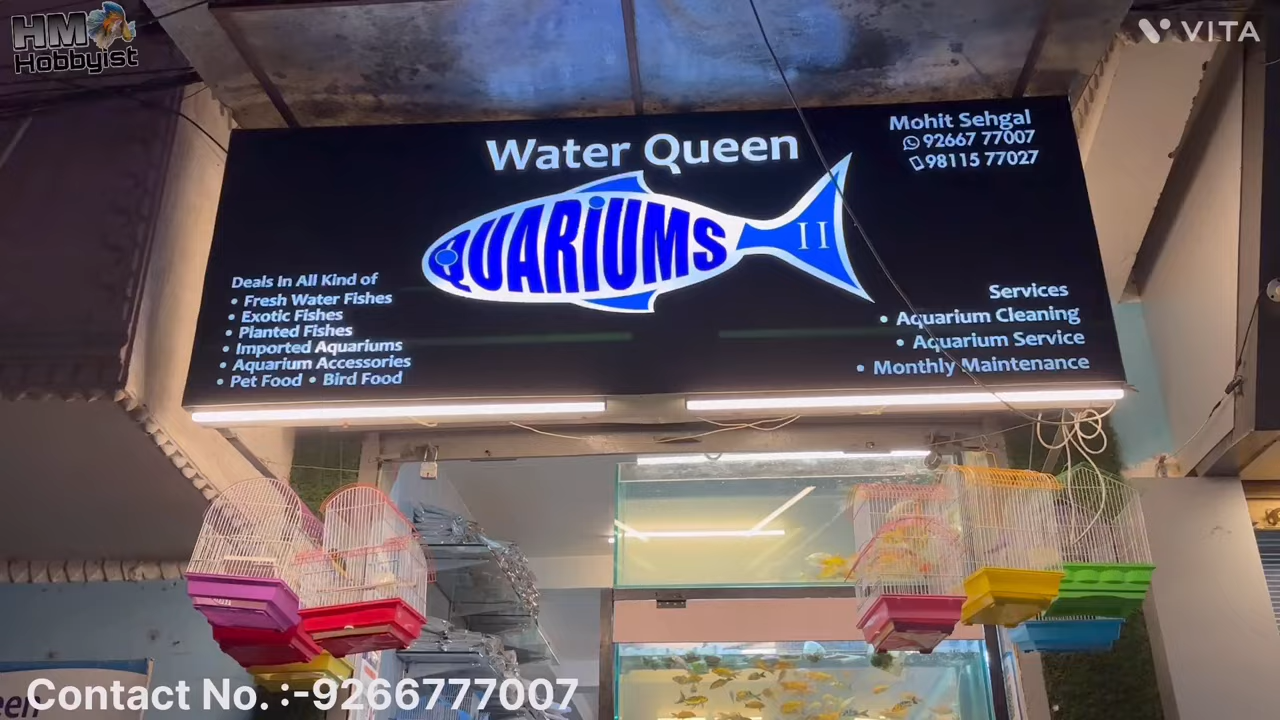 HM
Hobbyist
VITA
Water Queen
AQUARiUMS
II
Mohit Sehgal
92667 77007
98115 77027
Deals In All Kind of
• Fresh Water Fishes
• Exotic Fishes
• Planted Fishes
• Imported Aquariums
• Aquarium Accessories
• Pet Food • Bird Food
Services
• Aquarium Cleaning
• Aquarium Service
• Monthly Maintenance
Contact No. :-9266777007